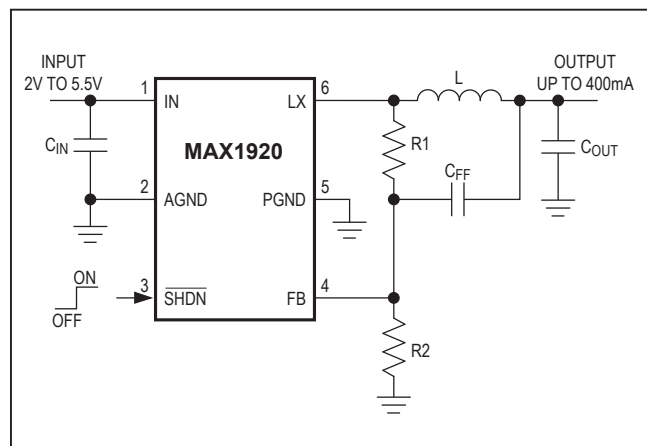 INPUT
2V TO 5.5V
OUTPUT
UP TO 400mA
1
IN
LX
6
L
CIN
MAX1920
R1
CFF
COUT
2
AGND
PGND
5
ON
OFF
3
SHDN
FB
4
R2